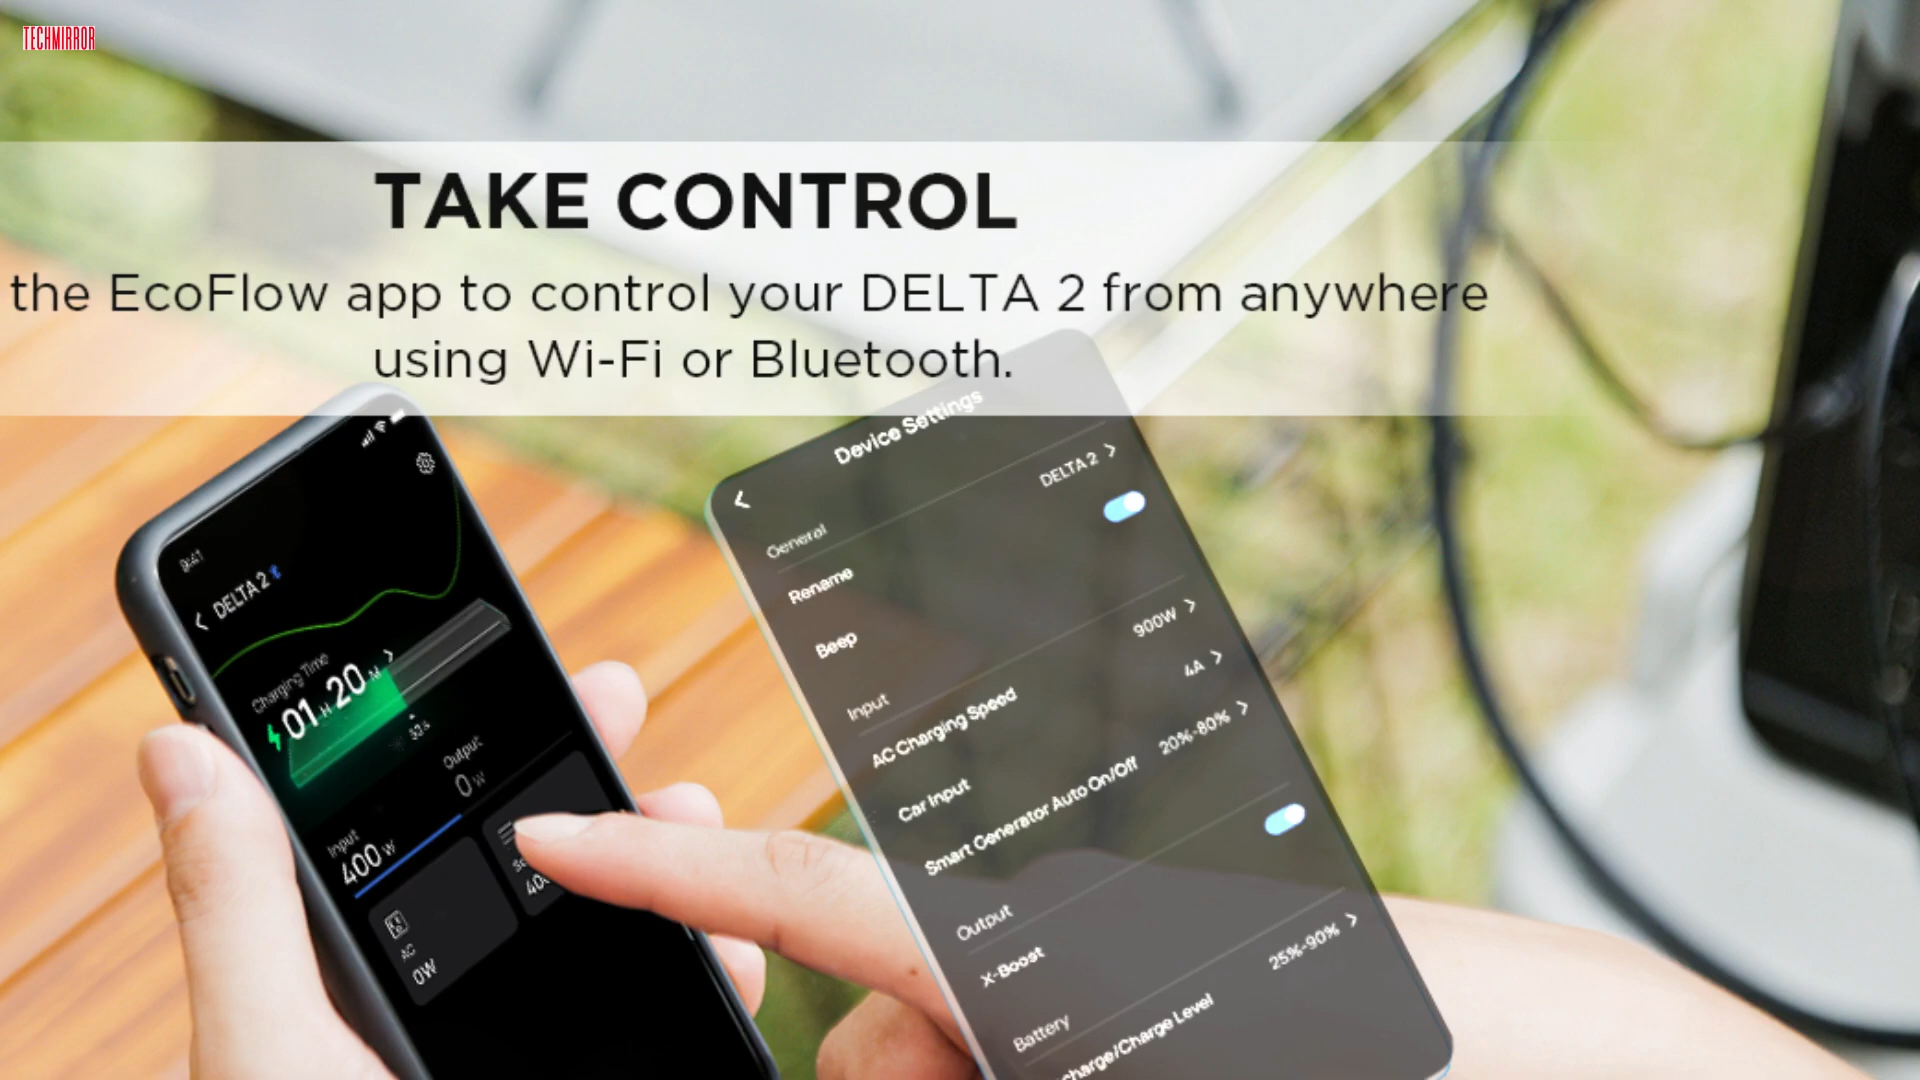 TECHMIRROR
TAKE CONTROL
the EcoFlow app to control your DELTA 2 from anywhere
using Wi-Fi or Bluetooth.
9:41
DELTA 2
Charging Time
01 H 20 M
Output
0 W
Input
400 W
AC
0W
Device Settings
General
Rename DELTA 2
Beep
Input
AC Charging Speed 900W
Car Input 4A
Smart Generator Auto On/Off 20%-80%
Output
X-Boost
Battery
charge/Charge Level 25%-90%